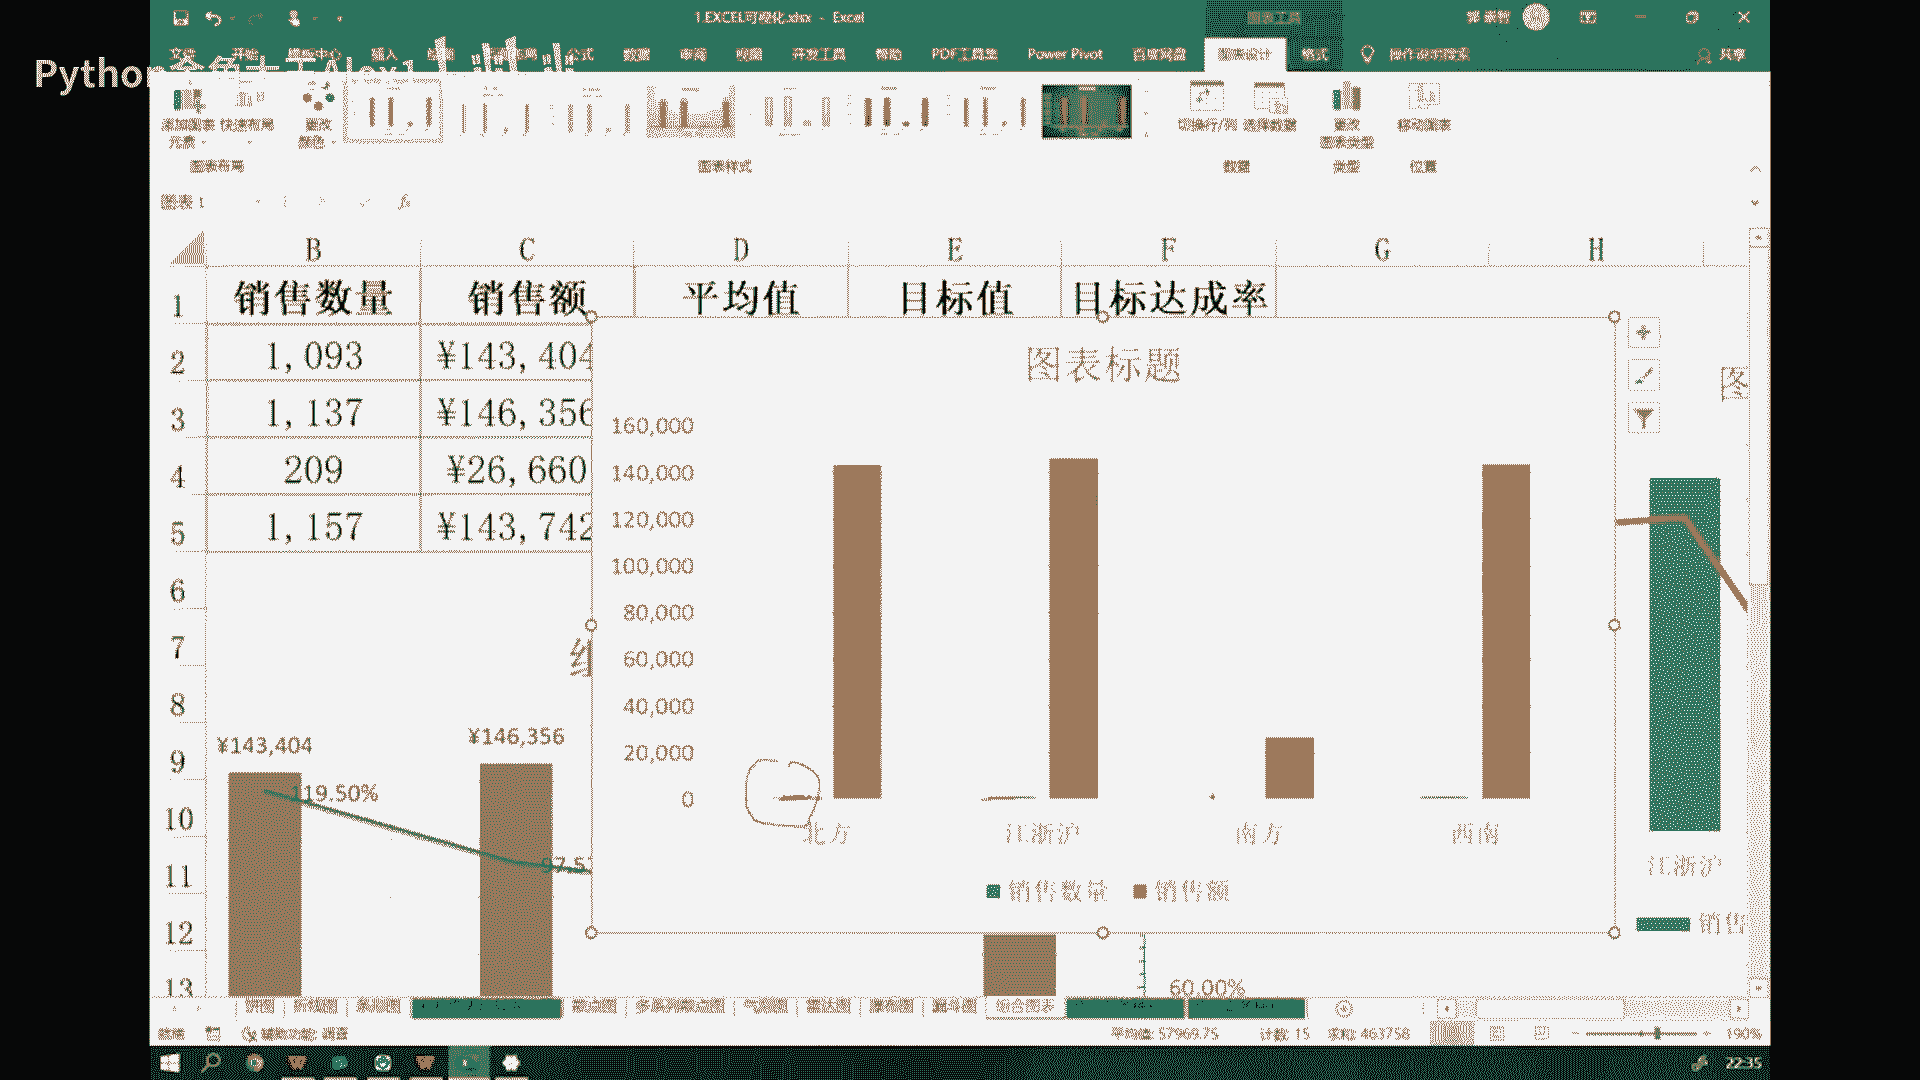 1.EXCEL可视化.xlsx - Excel
图表工具
Python
文件 开始 插入 公式 数据 审阅 视图 开发工具 帮助 PDF工具集 Power Pivot 百度网盘 图表设计 格式 操作说明搜索 共享
添加图表元素 快速布局 更改颜色 切换行/列 选择数据 更改图表类型 移动图表
图表布局 图表样式 数据 类型 位置
图表 1 fx
B C D E F G H
1 销售数量 销售额 平均值 目标值 目标达成率
2 1,093 ¥143,404
3 1,137 ¥146,356
4 209 ¥26,660
5 1,157 ¥143,742
6
7
8
9
10
11
12
13
图表标题
160,000
140,000
120,000
100,000
80,000
60,000
40,000
20,000
0
北方 江浙沪 南方 西南
销售数量 销售额
¥143,404 ¥146,356
119.50%
60.00%
江浙沪
销售
饼图 折线图 散点图 多系列散点图 气泡图 雷达图 瀑布图 漏斗图 组合图表
就绪 辅助功能: 调查 平均值: 57969.75 计数: 15 求和: 463758 190%
22:35